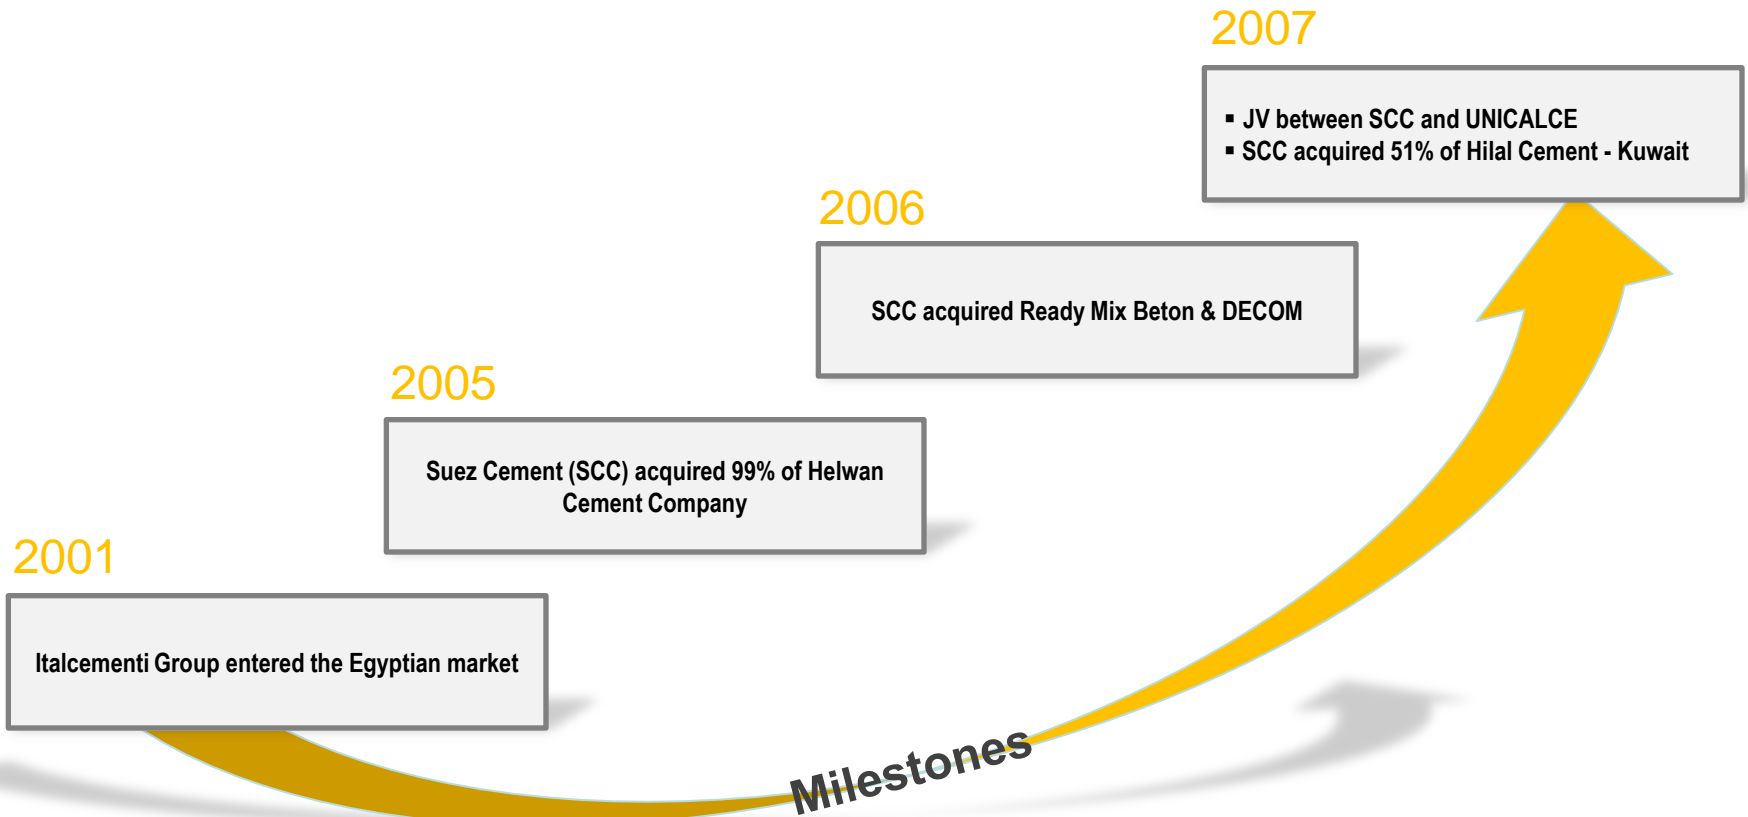 2007
▪ JV between SCC and UNICALCE
▪ SCC acquired 51% of Hilal Cement - Kuwait
2006
SCC acquired Ready Mix Beton & DECOM
2005
Suez Cement (SCC) acquired 99% of Helwan
Cement Company
2001
Italcementi Group entered the Egyptian market
Milestones